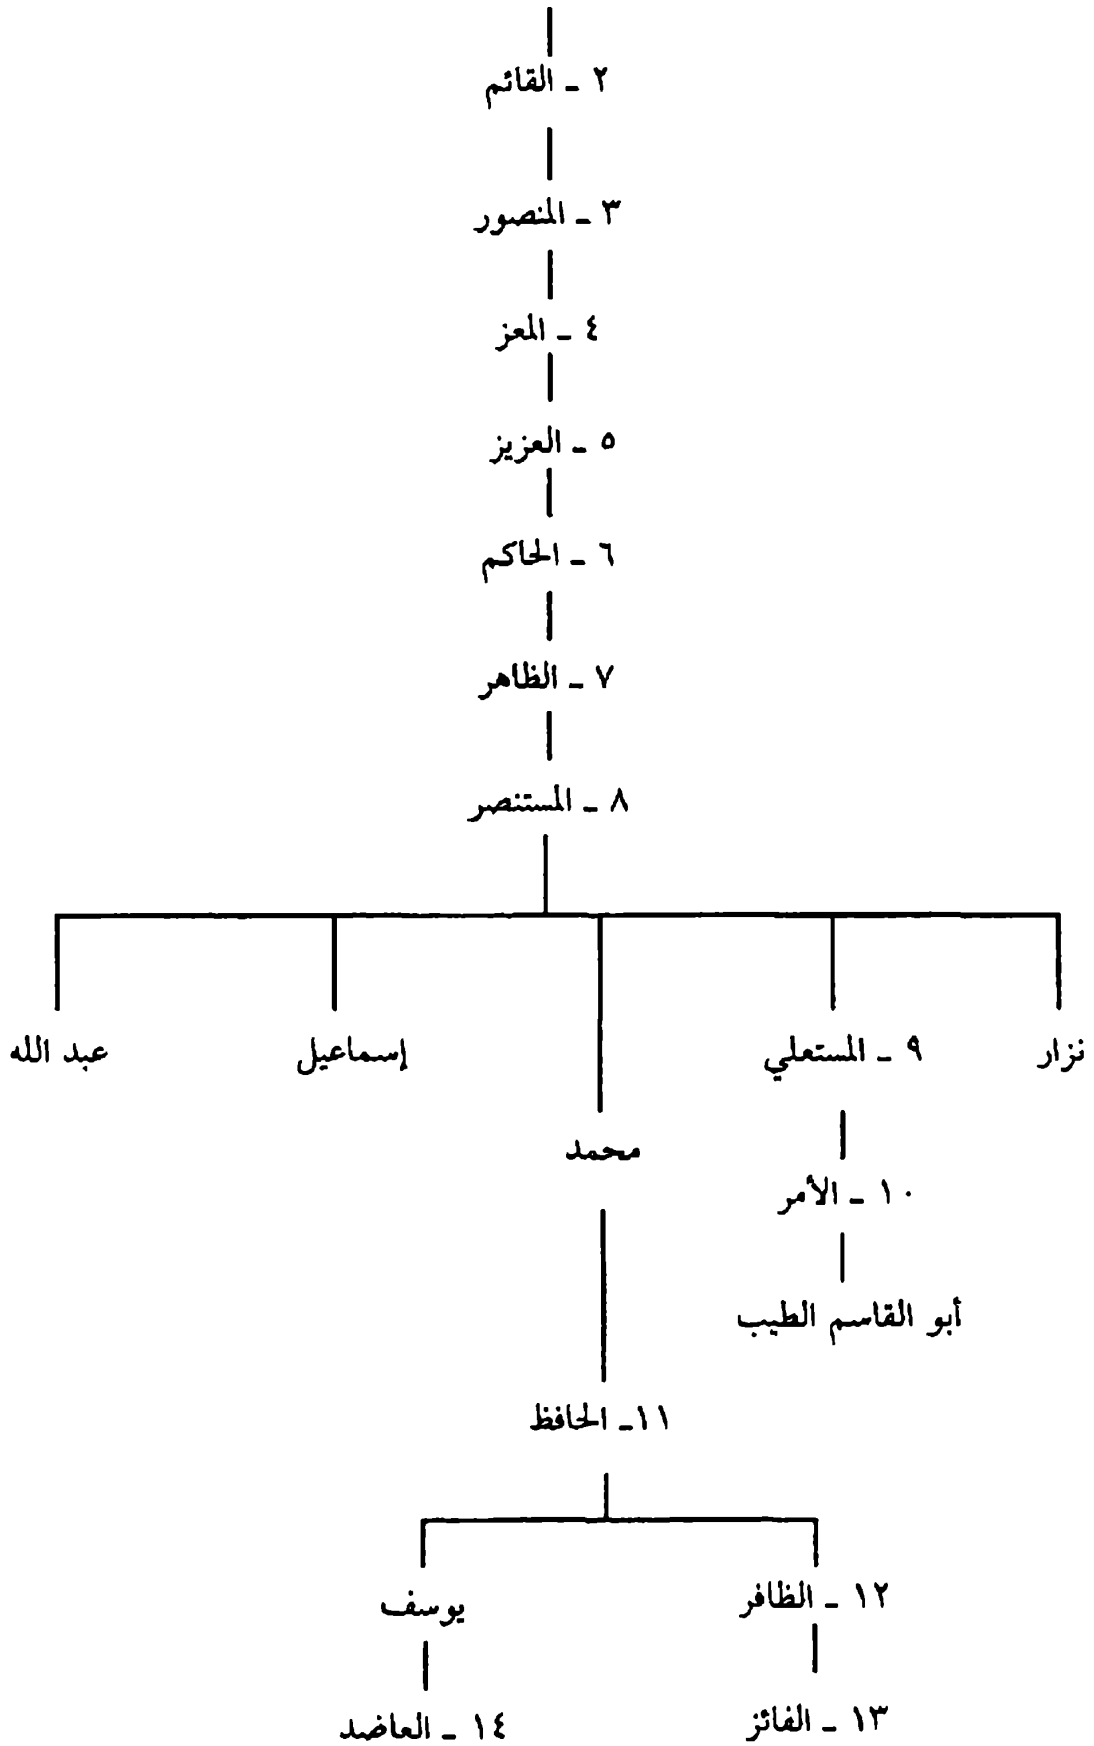 ٢ ـ القائم
٣ ـ المنصور
٤ ـ المعز
٥ ـ العزيز
٦ ـ الحاكم
٧ ـ الظاهر
٨ ـ المستنصر
نزار
٩ ـ المستعلي
إسماعيل
عبد الله
محمد
١٠ ـ الأمر
أبو القاسم الطيب
١١ـ الحافظ
١٢ ـ الظافر
يوسف
١٣ ـ الفائز
١٤ ـ العاضد